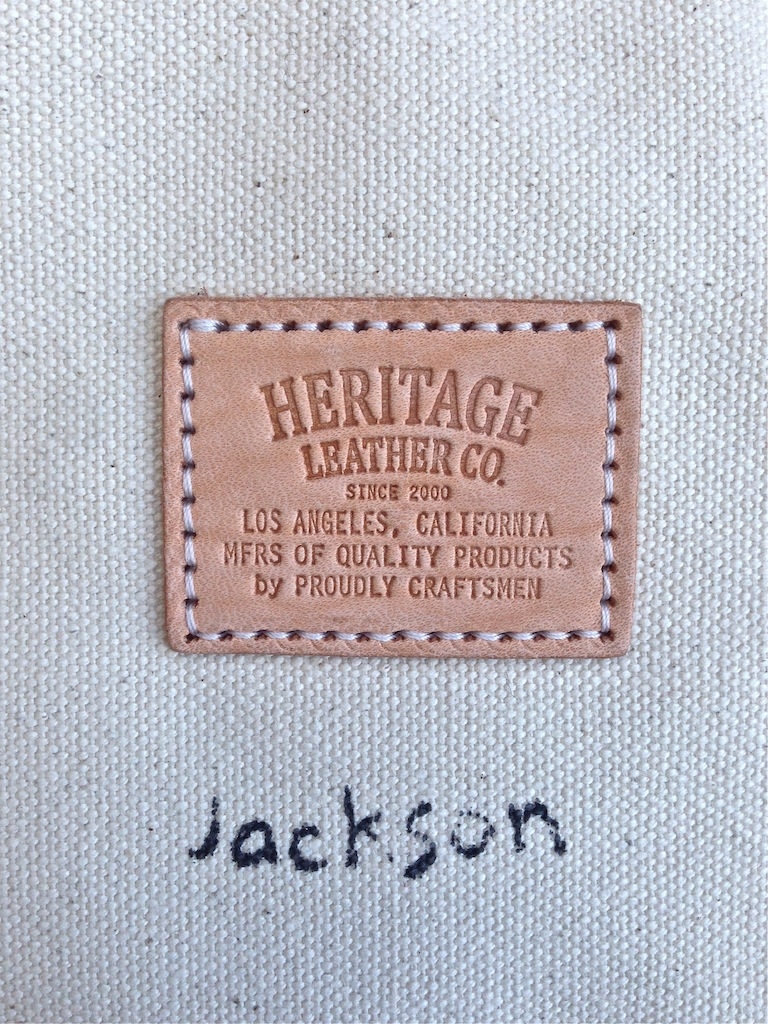 HERITAGE
LEATHER CO.
SINCE 2000
LOS ANGELES, CALIFORNIA
MFRS OF QUALITY PRODUCTS
by PROUDLY CRAFTSMEN
Jackson